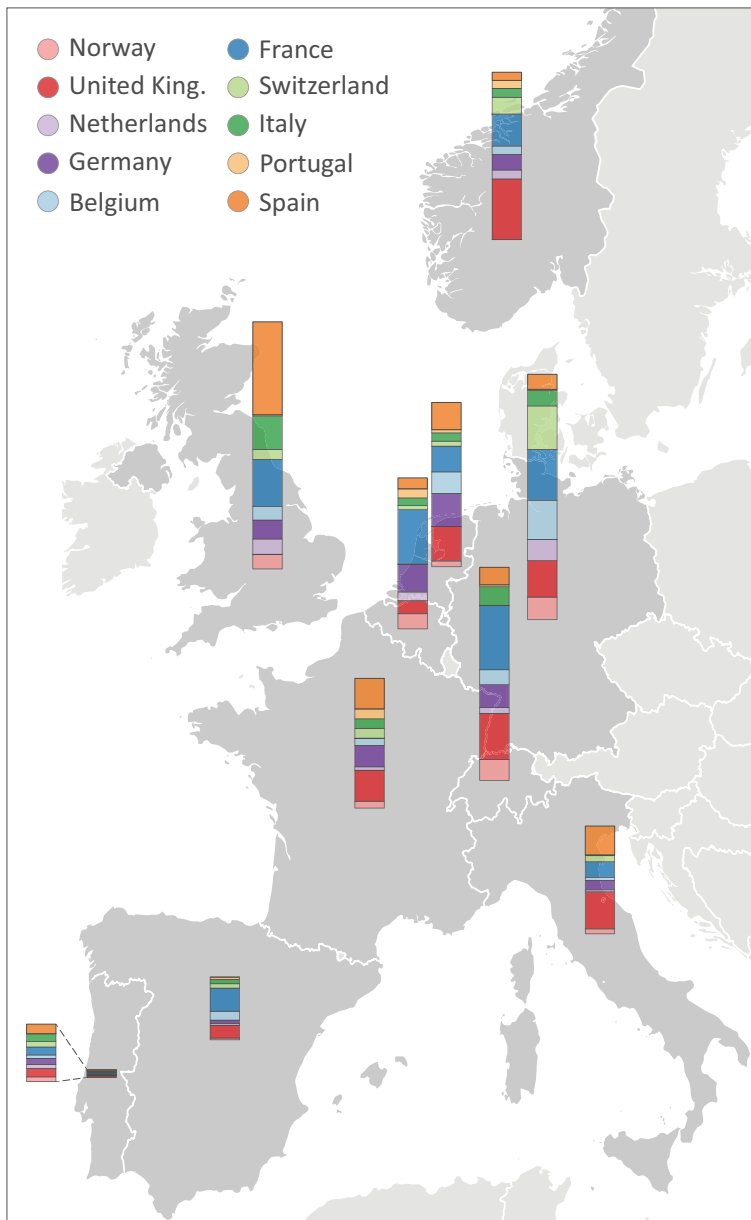 Norway
United King.
Netherlands
Germany
Belgium
France
Switzerland
Italy
Portugal
Spain